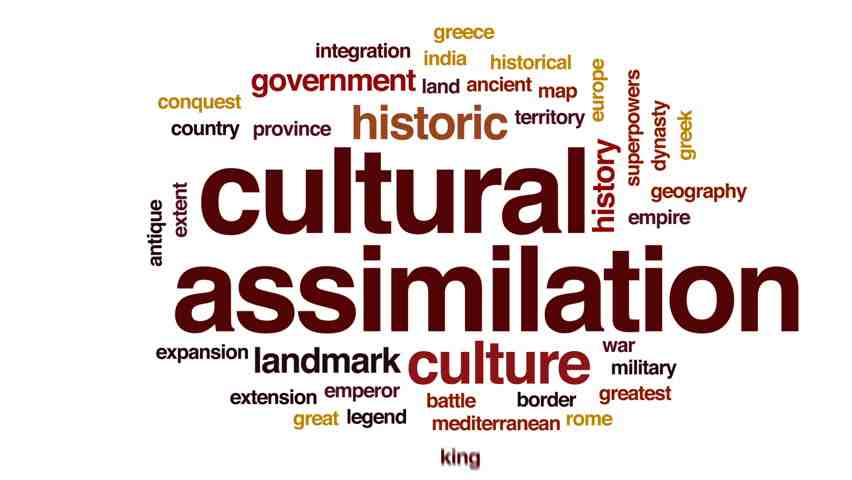 greece
integration
india
historical
government
land
ancient
map
europe
superpowers
conquest
country
province
historic
territory
dynasty
greek
cultural
history
geography
antique
extent
empire
assimilation
expansion
landmark
culture
war
military
extension
emperor
battle
border
greatest
great
legend
mediterranean
rome
king